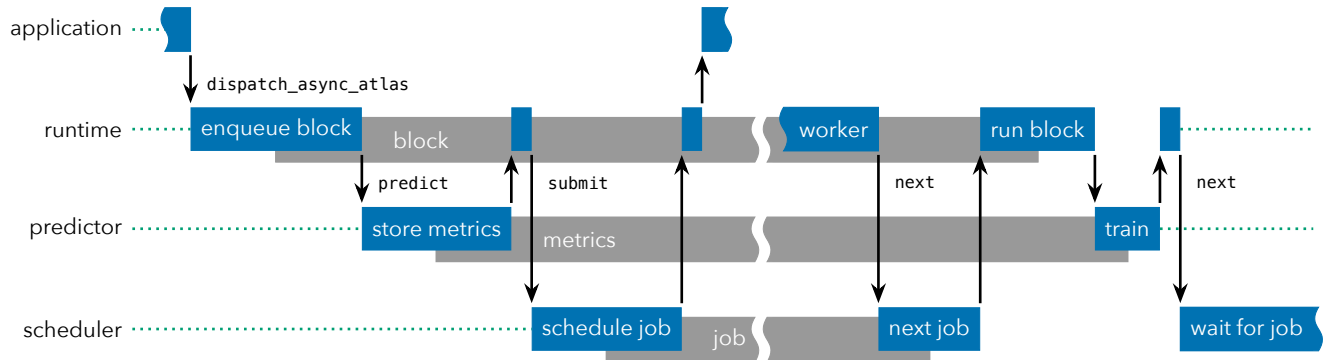 application
dispatch_async_atlas
runtime enqueue block block worker run block
predict submit next next
predictor store metrics metrics train
scheduler schedule job job next job wait for job